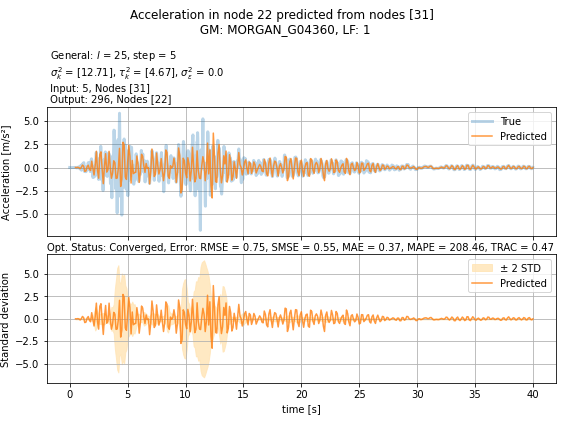 Acceleration in node 22 predicted from nodes [31]
GM: MORGAN_G04360, LF: 1
General: l = 25, step = 5
σ²ₖ = [12.71], τ²ₖ = [4.67], σ²ε = 0.0
Input: 5, Nodes [31]
Output: 296, Nodes [22]
5.0
2.5
0.0
−2.5
−5.0
Acceleration [m/s²]
True
Predicted
Opt. Status: Converged, Error: RMSE = 0.75, SMSE = 0.55, MAE = 0.37, MAPE = 208.46, TRAC = 0.47
5.0
2.5
0.0
−2.5
−5.0
Standard deviation
± 2 STD
Predicted
0 5 10 15 20 25 30 35 40
time [s]